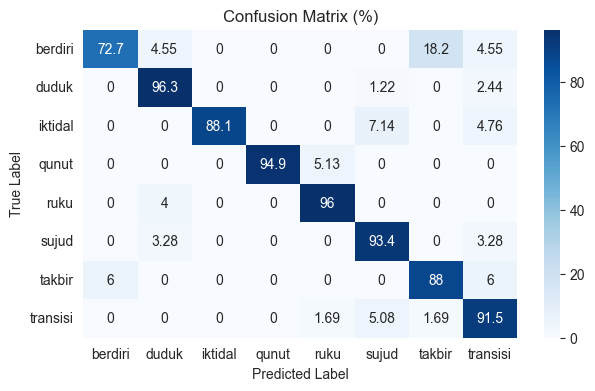 Confusion Matrix (%)
berdiri 72.7 4.55 0 0 0 0 18.2 4.55
duduk 0 96.3 0 0 0 1.22 0 2.44
iktidal 0 0 88.1 0 0 7.14 0 4.76
qunut 0 0 0 94.9 5.13 0 0 0
ruku 0 4 0 0 96 0 0 0
sujud 0 3.28 0 0 0 93.4 0 3.28
takbir 6 0 0 0 0 0 88 6
transisi 0 0 0 0 1.69 5.08 1.69 91.5
berdiri duduk iktidal qunut ruku sujud takbir transisi
Predicted Label
True Label
80
60
40
20
0